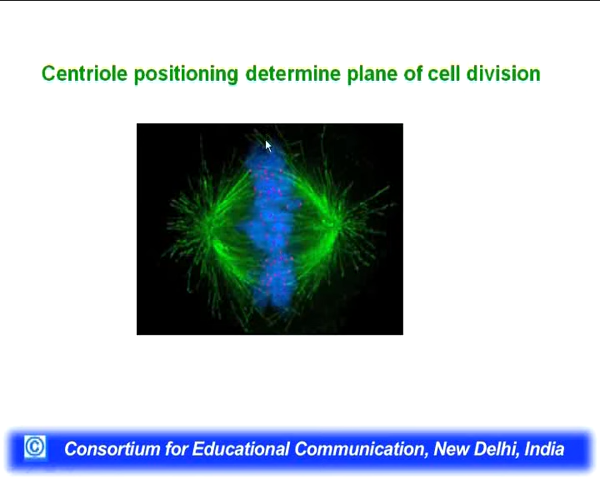 Centriole positioning determine plane of cell division
© Consortium for Educational Communication, New Delhi, India